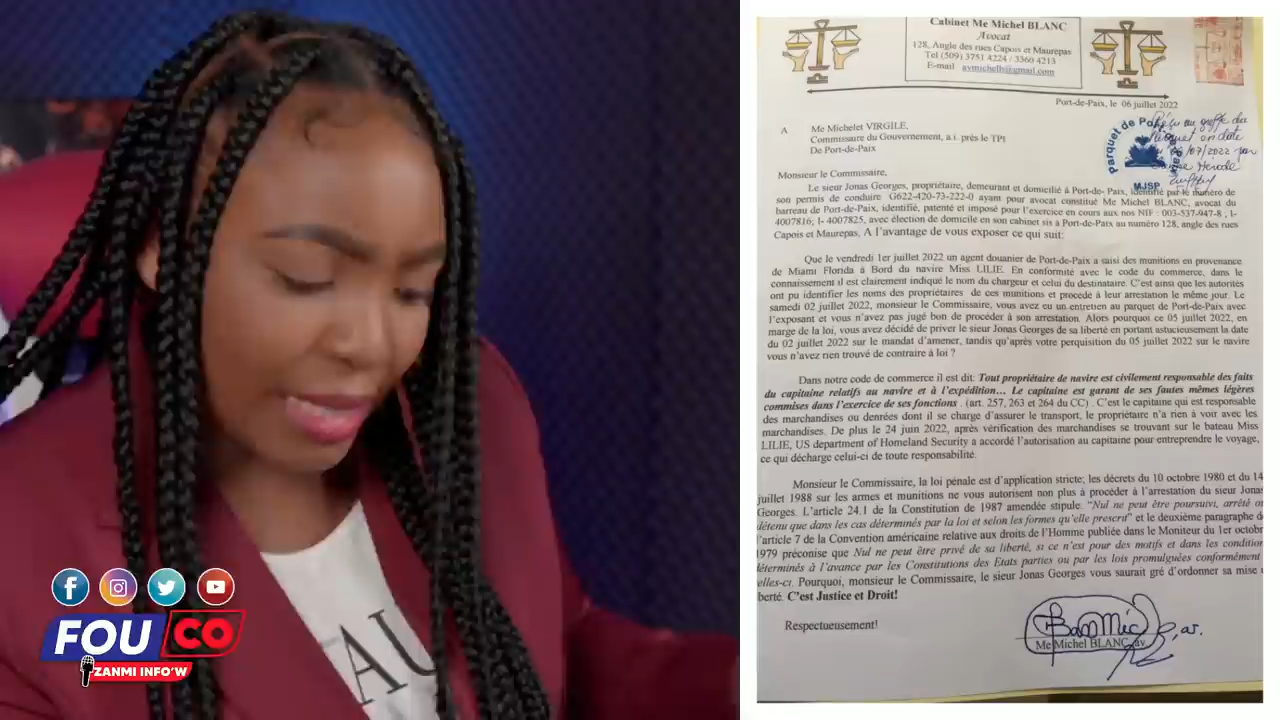 Cabinet Me Michel BLANC
Avocat
128, Angle des rues Capois et Maurepas
Tel (509) 3751 4224 / 3360 4213
E-mail avmichelb@gmail.com
Port-de-Paix, le 06 juillet 2022
A Me Michelet VIRGILE,
Commissaire du Gouvernement, a.i. près le TPI
De Port-de-Paix
Reçu au greffe du
Parquet en date
du 06/07/2022 par
Parquet de Port-de-Paix
MJSP
Monsieur le Commissaire,
Le sieur Jonas Georges, propriétaire, demeurant et domicilié à Port-de- Paix, identifié par le numéro de
son permis de conduire G622-420-73-222-0 ayant pour avocat constitué Me Michel BLANC, avocat du
barreau de Port-de-Paix, identifié, patenté et imposé pour l'exercice en cours aux nos NIF : 003-537-947-8 ; I-
4007816; I- 4007825, avec élection de domicile en son cabinet sis à Port-de-Paix au numéro 128, angle des rues
Capois et Maurepas, A l'avantage de vous exposer ce qui suit:
Que le vendredi 1er juillet 2022 un agent douanier de Port-de-Paix a saisi des munitions en provenance
de Miami Florida à Bord du navire Miss LILIE. En conformité avec le code du commerce, dans le
connaissement il est clairement indiqué le nom du chargeur et celui du destinataire. C'est ainsi que les autorités
ont pu identifier les noms des propriétaires de ces munitions et procédé à leur arrestation le même jour. Le
samedi 02 juillet 2022, monsieur le Commissaire, vous avez eu un entretien au parquet de Port-de-Paix avec
l'exposant et vous n'avez pas jugé bon de procéder à son arrestation. Alors pourquoi ce 05 juillet 2022, en
marge de la loi, vous avez décidé de priver le sieur Jonas Georges de sa liberté en portant astucieusement la date
du 02 juillet 2022 sur le mandat d'amener, tandis qu'après votre perquisition du 05 juillet 2022 sur le navire
vous n'avez rien trouvé de contraire à loi ?
Dans notre code de commerce il est dit: Tout propriétaire de navire est civilement responsable des faits
du capitaine relatifs au navire et à l'expédition... Le capitaine est garant de ses fautes mêmes légères
commises dans l'exercice de ses fonctions . (art. 257, 263 et 264 du CC) . C'est le capitaine qui est responsable
des marchandises ou denrées dont il se charge d'assurer le transport, le propriétaire n'a rien à voir avec les
marchandises. De plus le 24 juin 2022, après vérification des marchandises se trouvant sur le bateau Miss
LILIE, US department of Homeland Security a accordé l'autorisation au capitaine pour entreprendre le voyage,
ce qui décharge celui-ci de toute responsabilité.
Monsieur le Commissaire, la loi pénale est d'application stricte; les décrets du 10 octobre 1980 et du 14
juillet 1988 sur les armes et munitions ne vous autorisent non plus à procéder à l'arrestation du sieur Jonas
Georges. L'article 24.1 de la Constitution de 1987 amendée stipule. "Nul ne peut être poursuivi, arrêté o
détenu que dans les cas déterminés par la loi et selon les formes qu'elle prescrit" et le deuxième paragraphe d
l'article 7 de la Convention américaine relative aux droits de l'Homme publiée dans le Moniteur du 1er octobr
1979 préconise que Nul ne peut être privé de sa liberté, si ce n'est pour des motifs et dans les condition
déterminés à l'avance par les Constitutions des Etats parties ou par les lois promulguées conformément
elles-ci. Pourquoi, monsieur le Commissaire, le sieur Jonas Georges vous saurait gré d'ordonner sa mise
berté. C'est Justice et Droit!
Respectueusement!
Me Michel BLANC, av
AU
FOU CO
ZANMI INFO'W